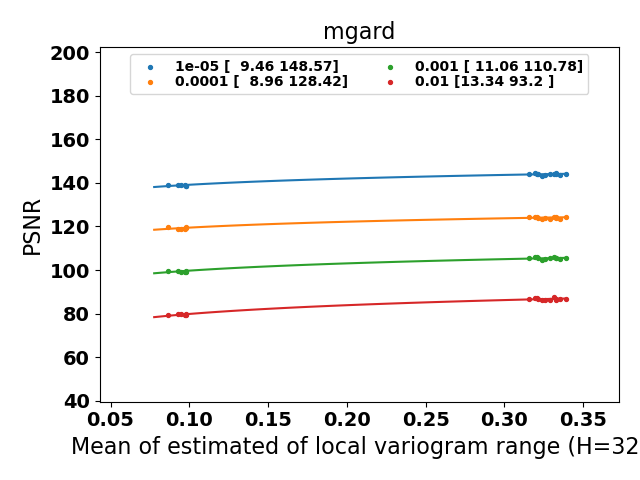 mgard
200
180
160
140
120
100
80
60
40
PSNR
1e-05 [  9.46 148.57]
0.0001 [  8.96 128.42]
0.001 [ 11.06 110.78]
0.01 [13.34 93.2 ]
0.05 0.10 0.15 0.20 0.25 0.30 0.35
Mean of estimated of local variogram range (H=32